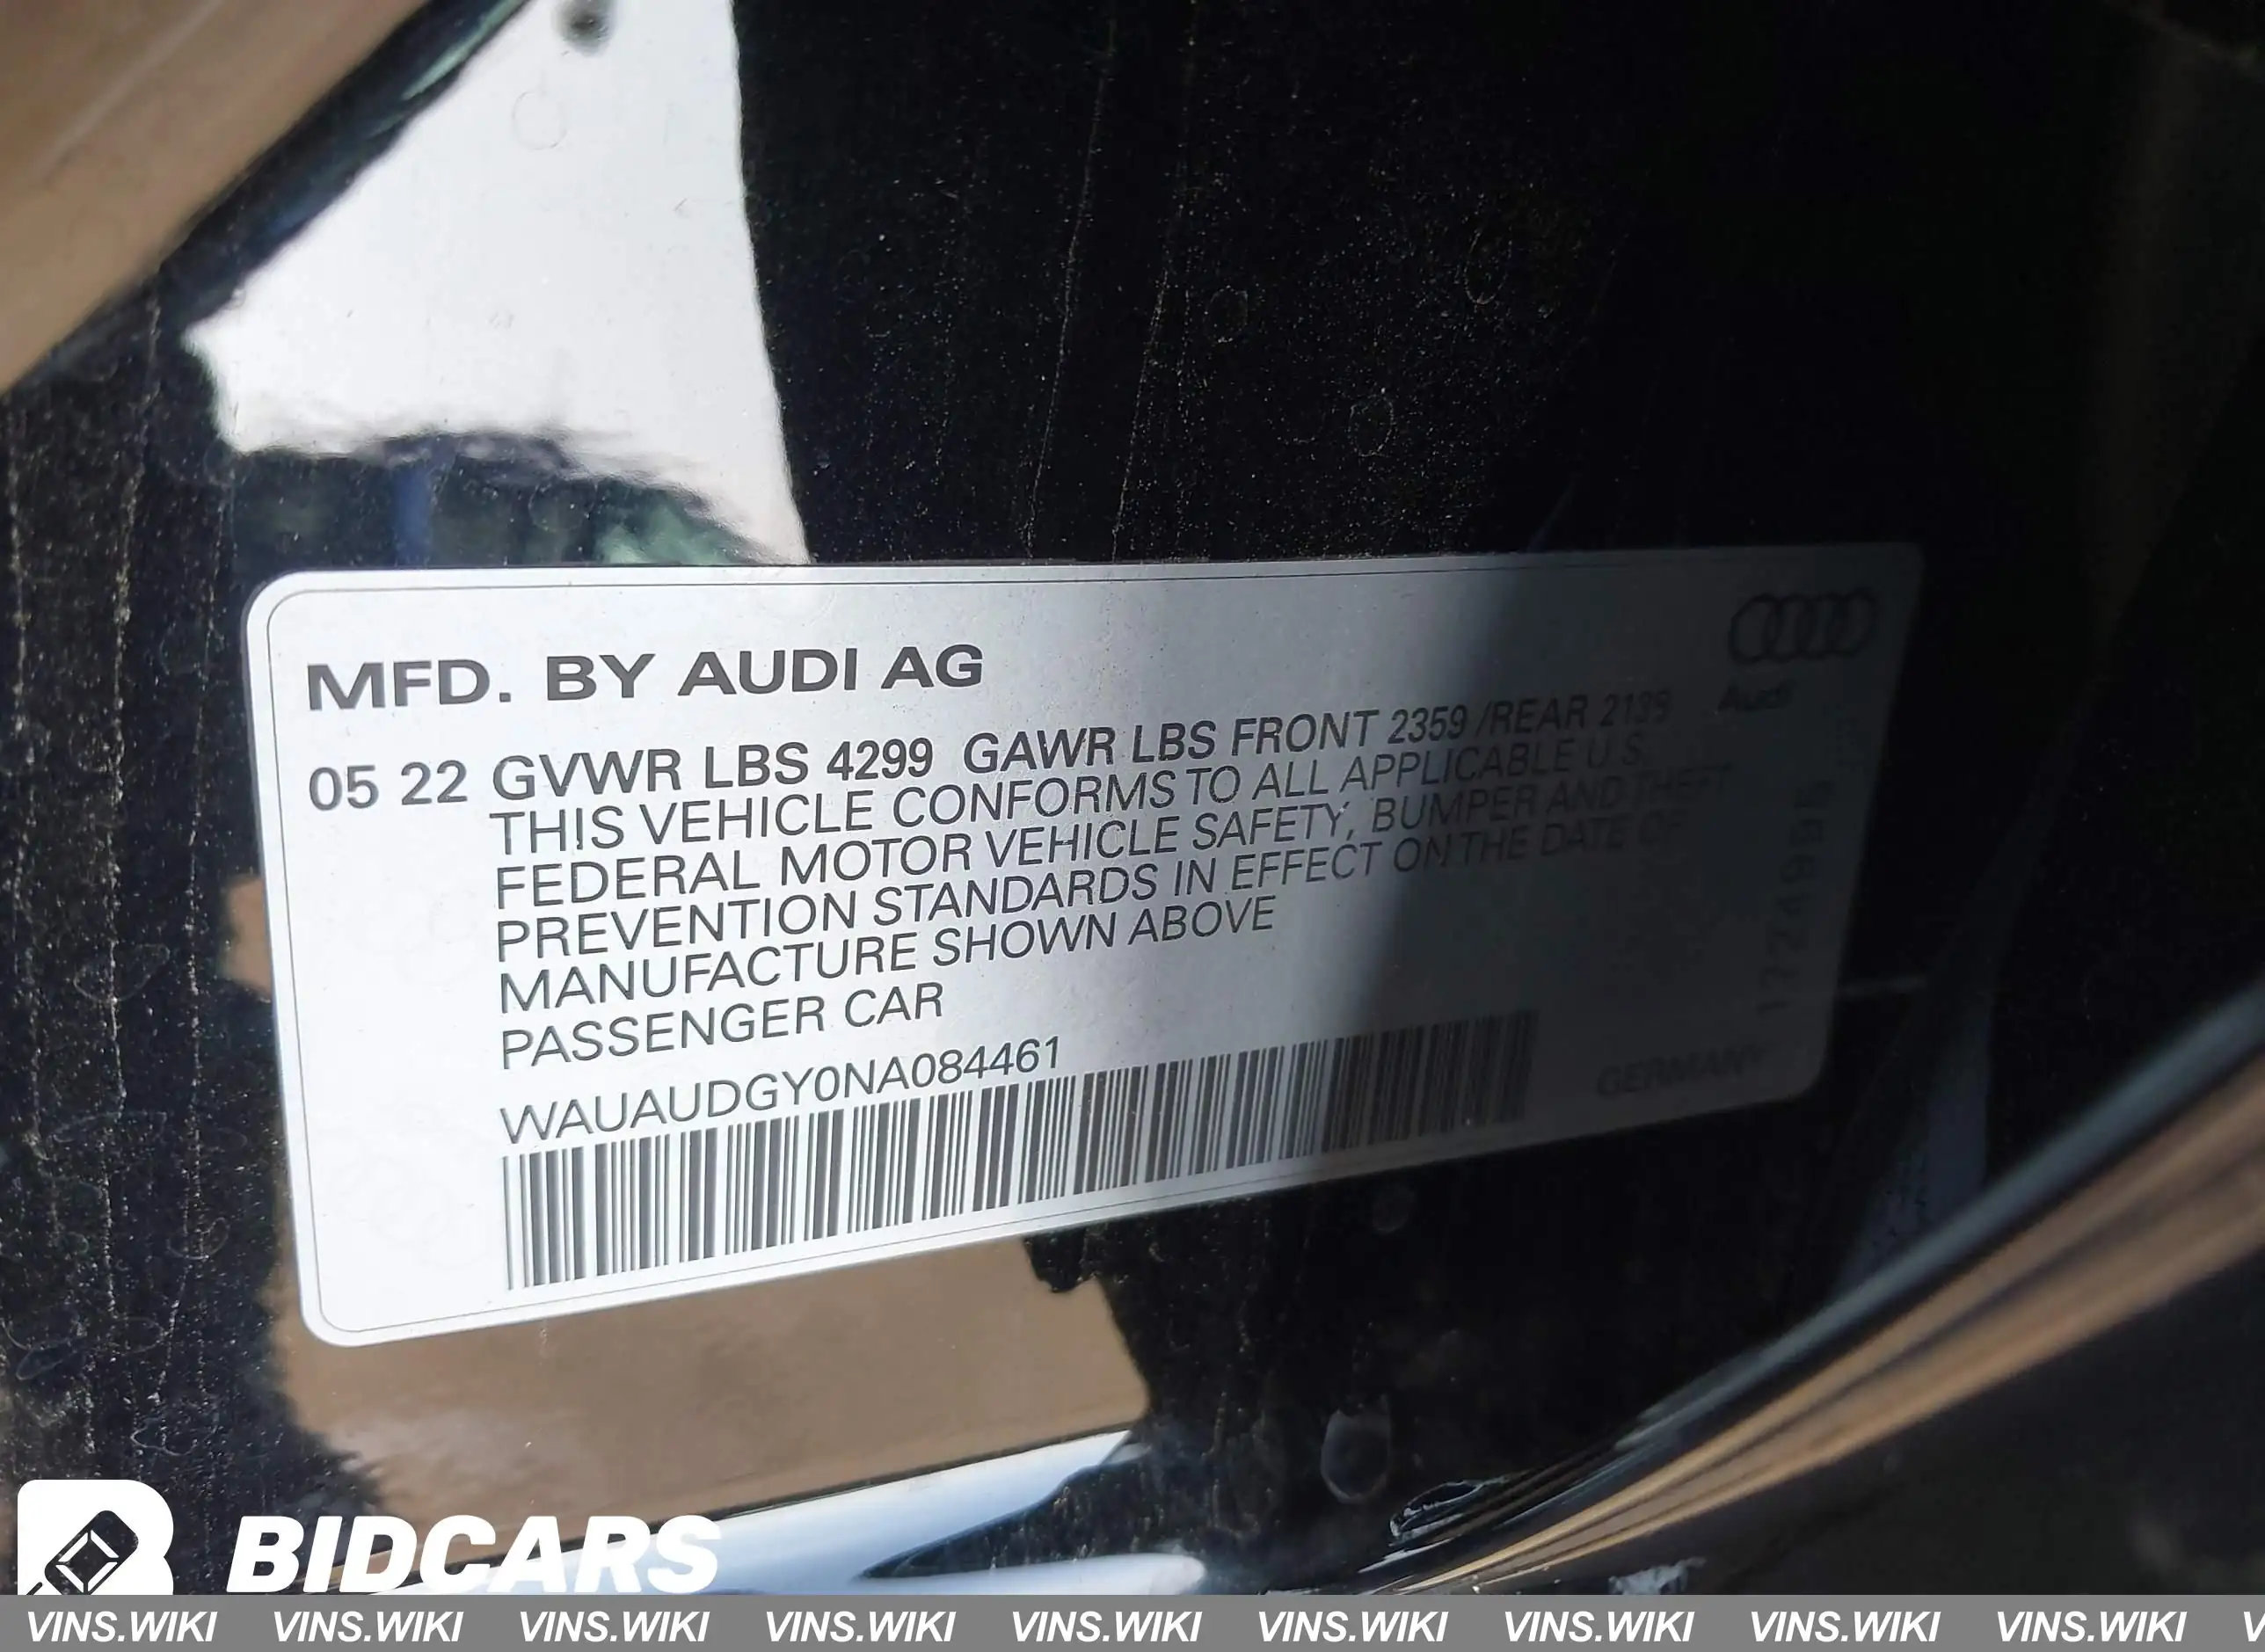 Audi
MFD. BY AUDI AG
05 22 GVWR LBS 4299 GAWR LBS FRONT 2359 /REAR 2139
THIS VEHICLE CONFORMS TO ALL APPLICABLE U.S.
FEDERAL MOTOR VEHICLE SAFETY, BUMPER AND THEFT
PREVENTION STANDARDS IN EFFECT ON THE DATE OF
MANUFACTURE SHOWN ABOVE
PASSENGER CAR
WAUAUDGY0NA084461
GERMANY
BIDCARS
VINS.WIKI VINS.WIKI VINS.WIKI VINS.WIKI VINS.WIKI VINS.WIKI VINS.WIKI VINS.WIKI VINS.WIKI V